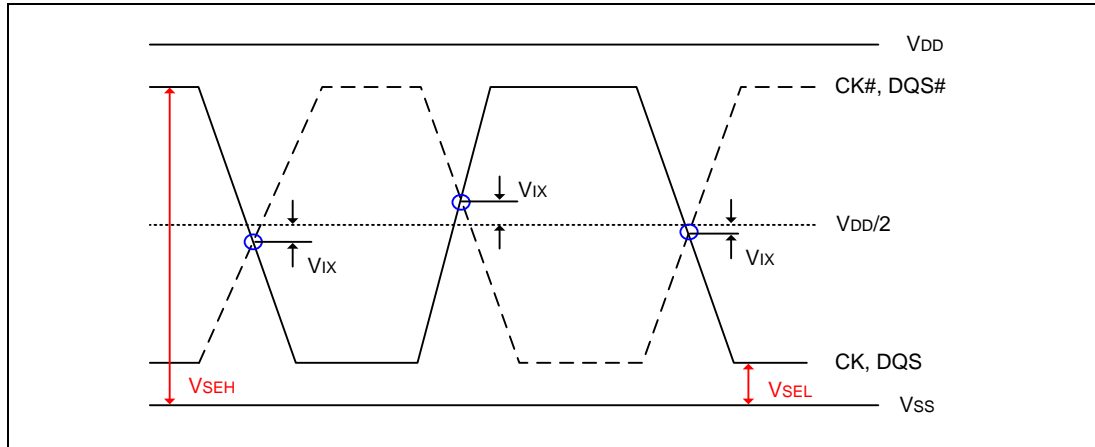 VDD
CK#, DQS#
VIX
VDD/2
VIX
VIX
CK, DQS
VSEH
VSEL
VSS